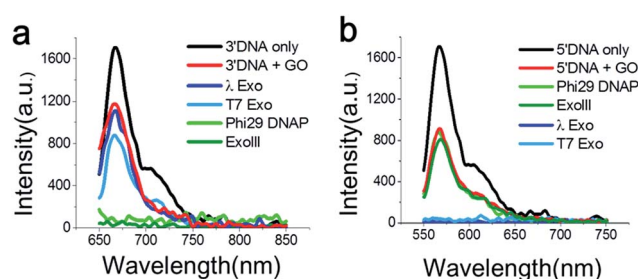 a
Intensity(a.u.)
1600
1200
800
400
0
650 700 750 800 850
Wavelength(nm)
3'DNA only
3'DNA + GO
λ Exo
T7 Exo
Phi29 DNAP
ExoIII
b
Intensity(a.u.)
1600
1200
800
400
0
550 600 650 700 750
Wavelength(nm)
5'DNA only
5'DNA + GO
Phi29 DNAP
ExoIII
λ Exo
T7 Exo